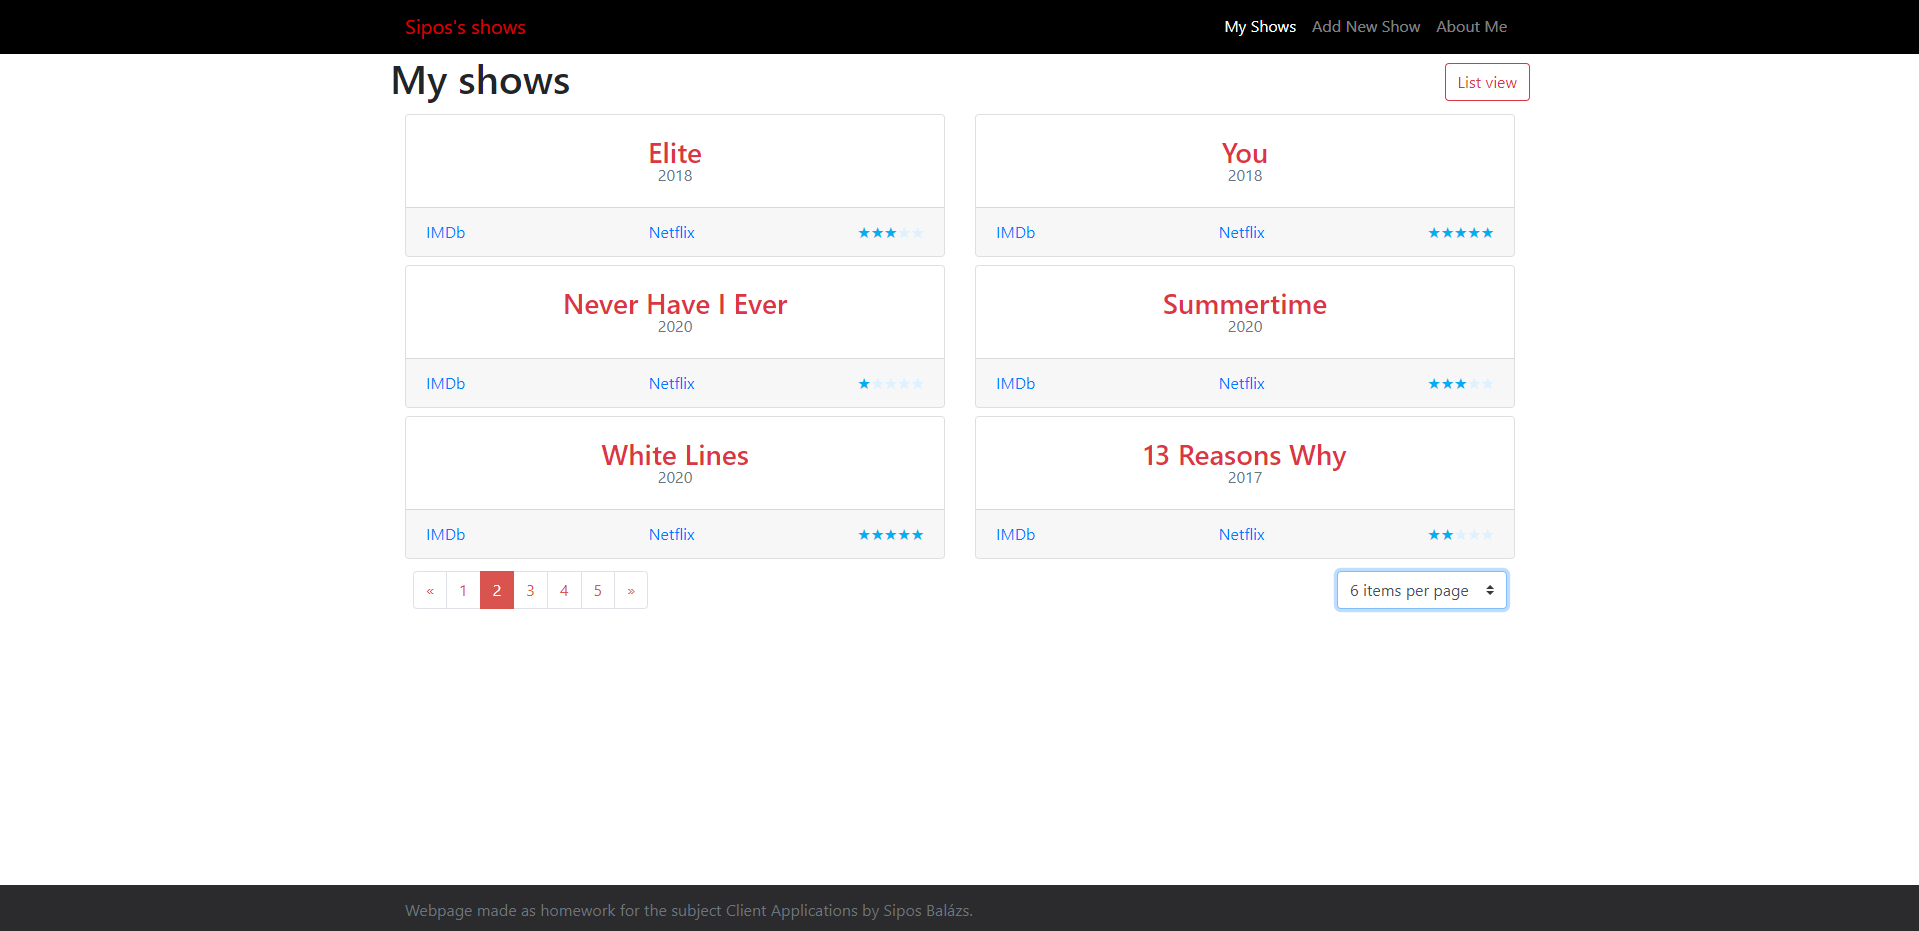 Sipos's shows My Shows Add New Show About Me
My shows List view
Elite
2018
IMDb Netflix ★★★★★
You
2018
IMDb Netflix ★★★★★
Never Have I Ever
2020
IMDb Netflix ★★★★★
Summertime
2020
IMDb Netflix ★★★★★
White Lines
2020
IMDb Netflix ★★★★★
13 Reasons Why
2017
IMDb Netflix ★★★★★
« 1 2 3 4 5 » 6 items per page
Webpage made as homework for the subject Client Applications by Sipos Balázs.